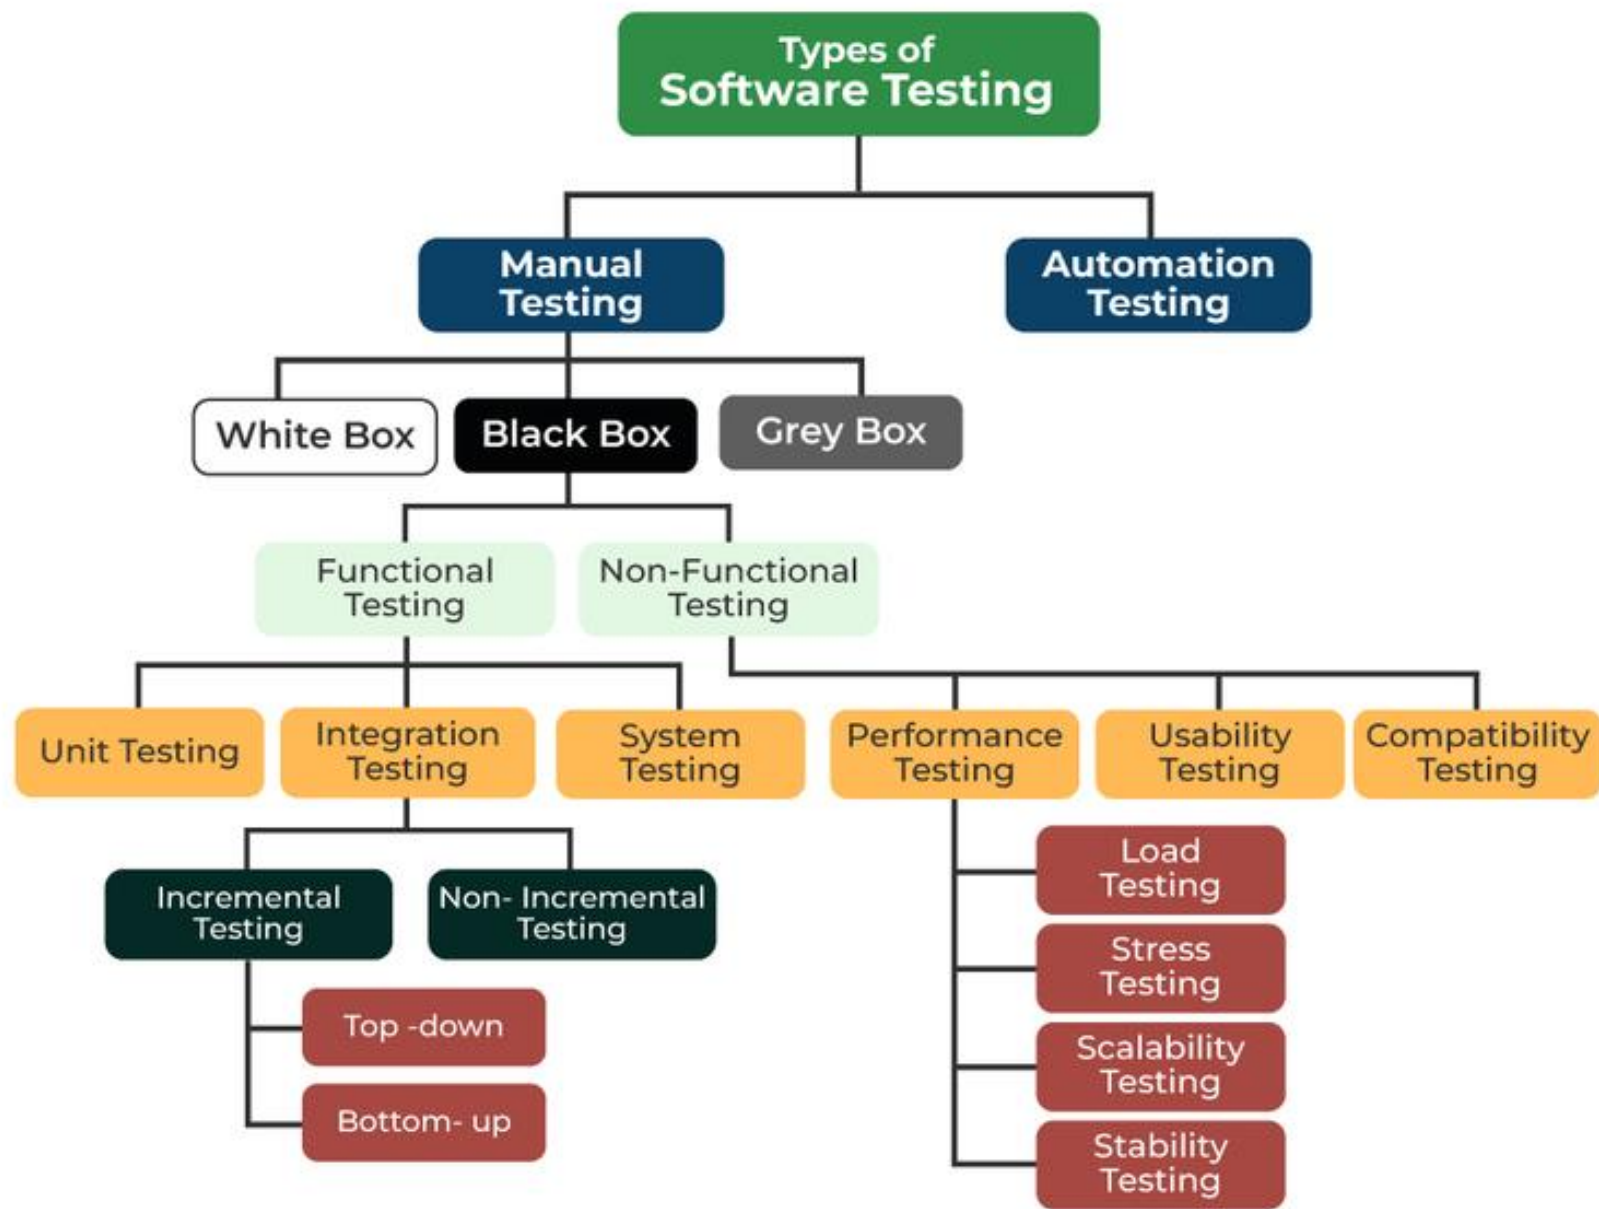 Types of
Software Testing
Manual
Testing
Automation
Testing
White Box
Black Box
Grey Box
Functional
Testing
Non-Functional
Testing
Unit Testing
Integration
Testing
System
Testing
Performance
Testing
Usability
Testing
Compatibility
Testing
Incremental
Testing
Non- Incremental
Testing
Top -down
Bottom- up
Load
Testing
Stress
Testing
Scalability
Testing
Stability
Testing